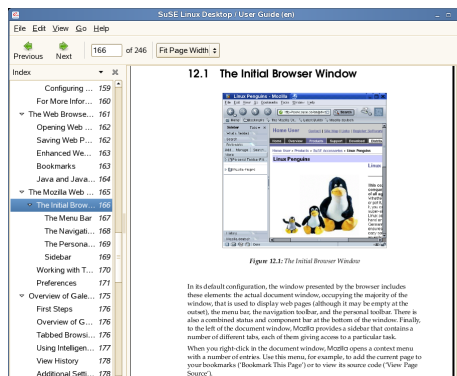 SuSE Linux Desktop / User Guide (en)
File Edit View Go Help
Previous Next 166 of 246 Fit Page Width
Index
Configuring ... 159
For More Infor... 160
The Web Browse... 161
Opening Web ... 162
Saving Web P... 162
Enhanced We... 163
Bookmarks 163
Java and Java... 164
The Mozilla Web ... 165
The Initial Brow... 166
The Menu Bar 167
The Navigati... 168
The Persona... 169
Sidebar 169
Working with T... 170
Preferences 171
Overview of Gale... 175
First Steps 176
Overview of G... 176
Tabbed Browsi... 176
Using Intelligen... 177
View History 178
Additional Setti... 178
12.1 The Initial Browser Window
Linux Penguins - Mozilla
Home User
Linux Penguins
Figure 12.1: The Initial Browser Window
In its default configuration, the window presented by the browser includes
these elements: the actual document window, occupying the majority of the
window, that is used to display web pages (although it may be empty at the
outset), the menu bar, the navigation toolbar, and the personal toolbar. There is
also a combined status and component bar at the bottom of the window. Finally,
to the left of the document window, Mozilla provides a sidebar that contains a
number of different tabs, each of them giving access to a particular task.
When you right-click in the document window, Mozilla opens a context menu
with a number of entries. Use this menu, for example, to add the current page to
your bookmarks ('Bookmark This Page') or to view its source code ('View Page
Source').